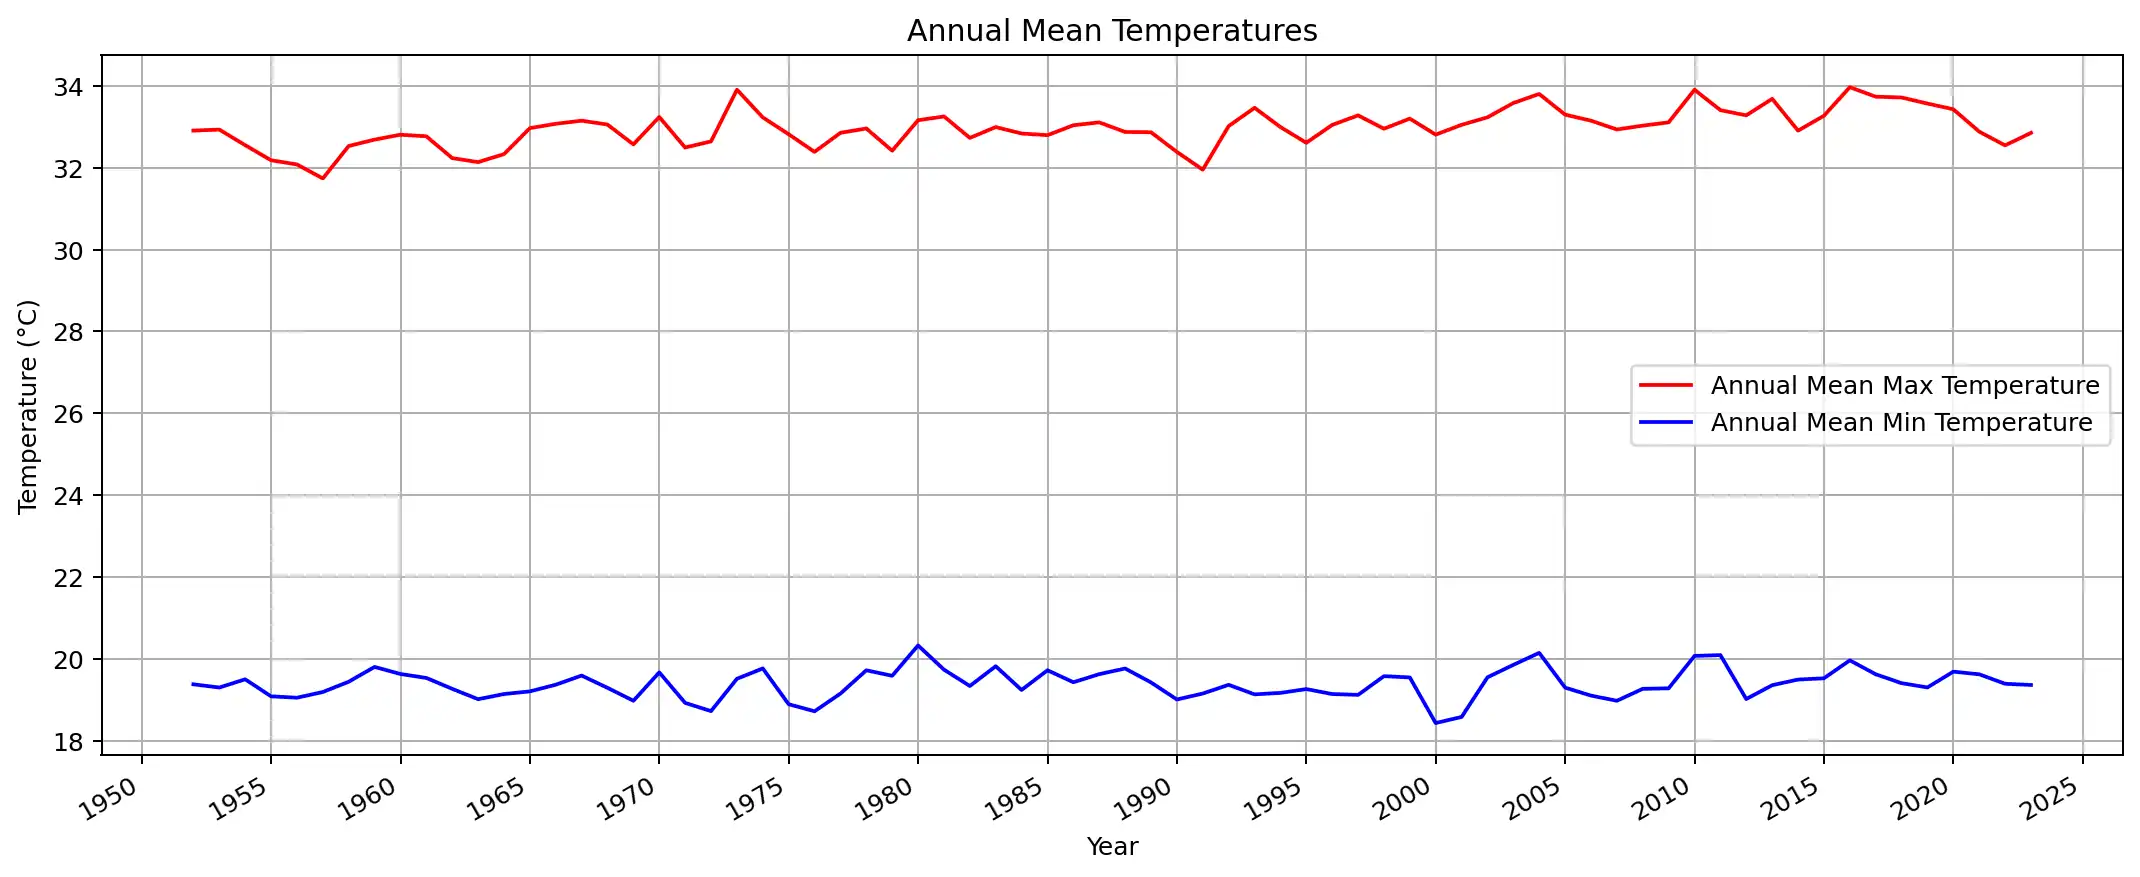 Annual Mean Temperatures
34
32
30
28
26
24
22
20
18
Temperature (°C)
Annual Mean Max Temperature
Annual Mean Min Temperature
1950 1955 1960 1965 1970 1975 1980 1985 1990 1995 2000 2005 2010 2015 2020 2025
Year